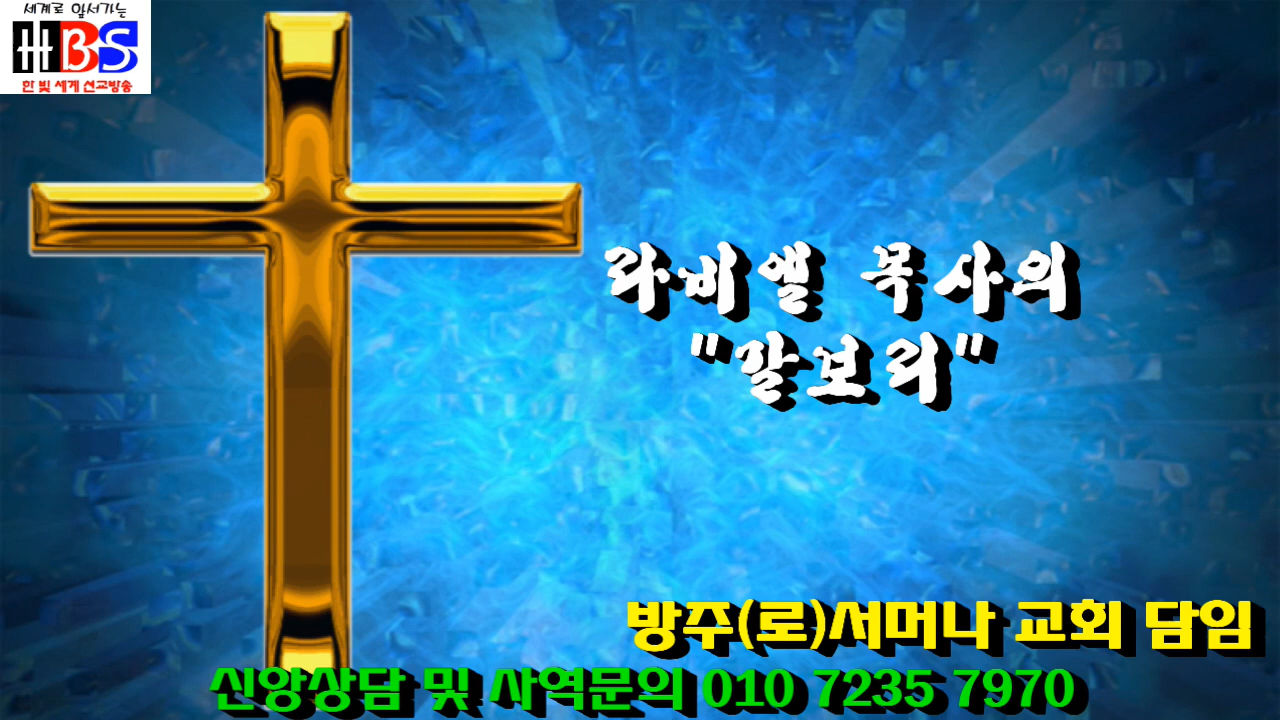 세계로 앞서가는
HBS
한빛 세계 선교방송
라비엘 목사의
"갈보리"
방주(로)서머나 교회 담임
신앙상담 및 사역문의 010 7235 7970